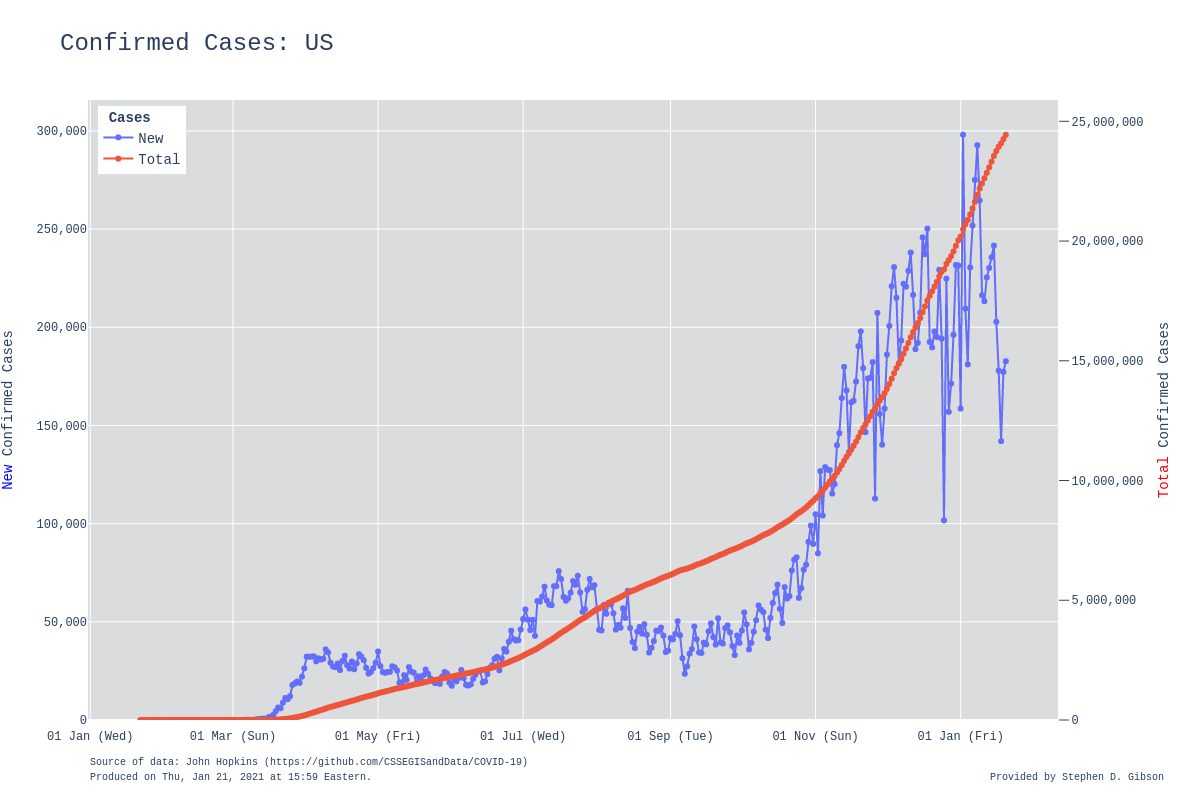 Confirmed Cases: US
Cases
New
Total
300,000
250,000
200,000
150,000
100,000
50,000
0
New Confirmed Cases
25,000,000
20,000,000
15,000,000
10,000,000
5,000,000
0
Total Confirmed Cases
01 Jan (Wed) 01 Mar (Sun) 01 May (Fri) 01 Jul (Wed) 01 Sep (Tue) 01 Nov (Sun) 01 Jan (Fri)
Source of data: John Hopkins (https://github.com/CSSEGISandData/COVID-19)
Produced on Thu, Jan 21, 2021 at 15:59 Eastern.
Provided by Stephen D. Gibson